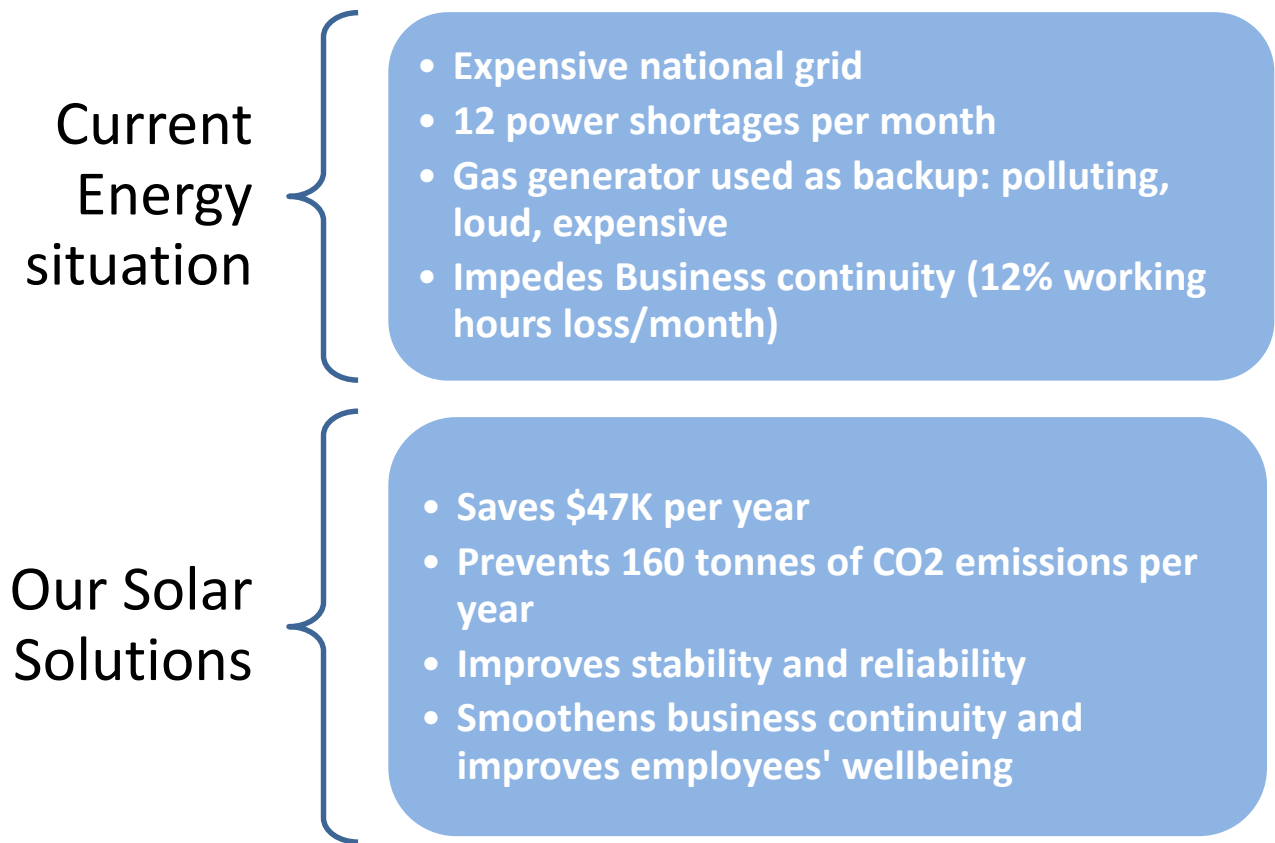 Current
Energy
situation
• Expensive national grid
• 12 power shortages per month
• Gas generator used as backup: polluting,
loud, expensive
• Impedes Business continuity (12% working
hours loss/month)
Our Solar
Solutions
• Saves $47K per year
• Prevents 160 tonnes of CO2 emissions per
year
• Improves stability and reliability
• Smoothens business continuity and
improves employees' wellbeing